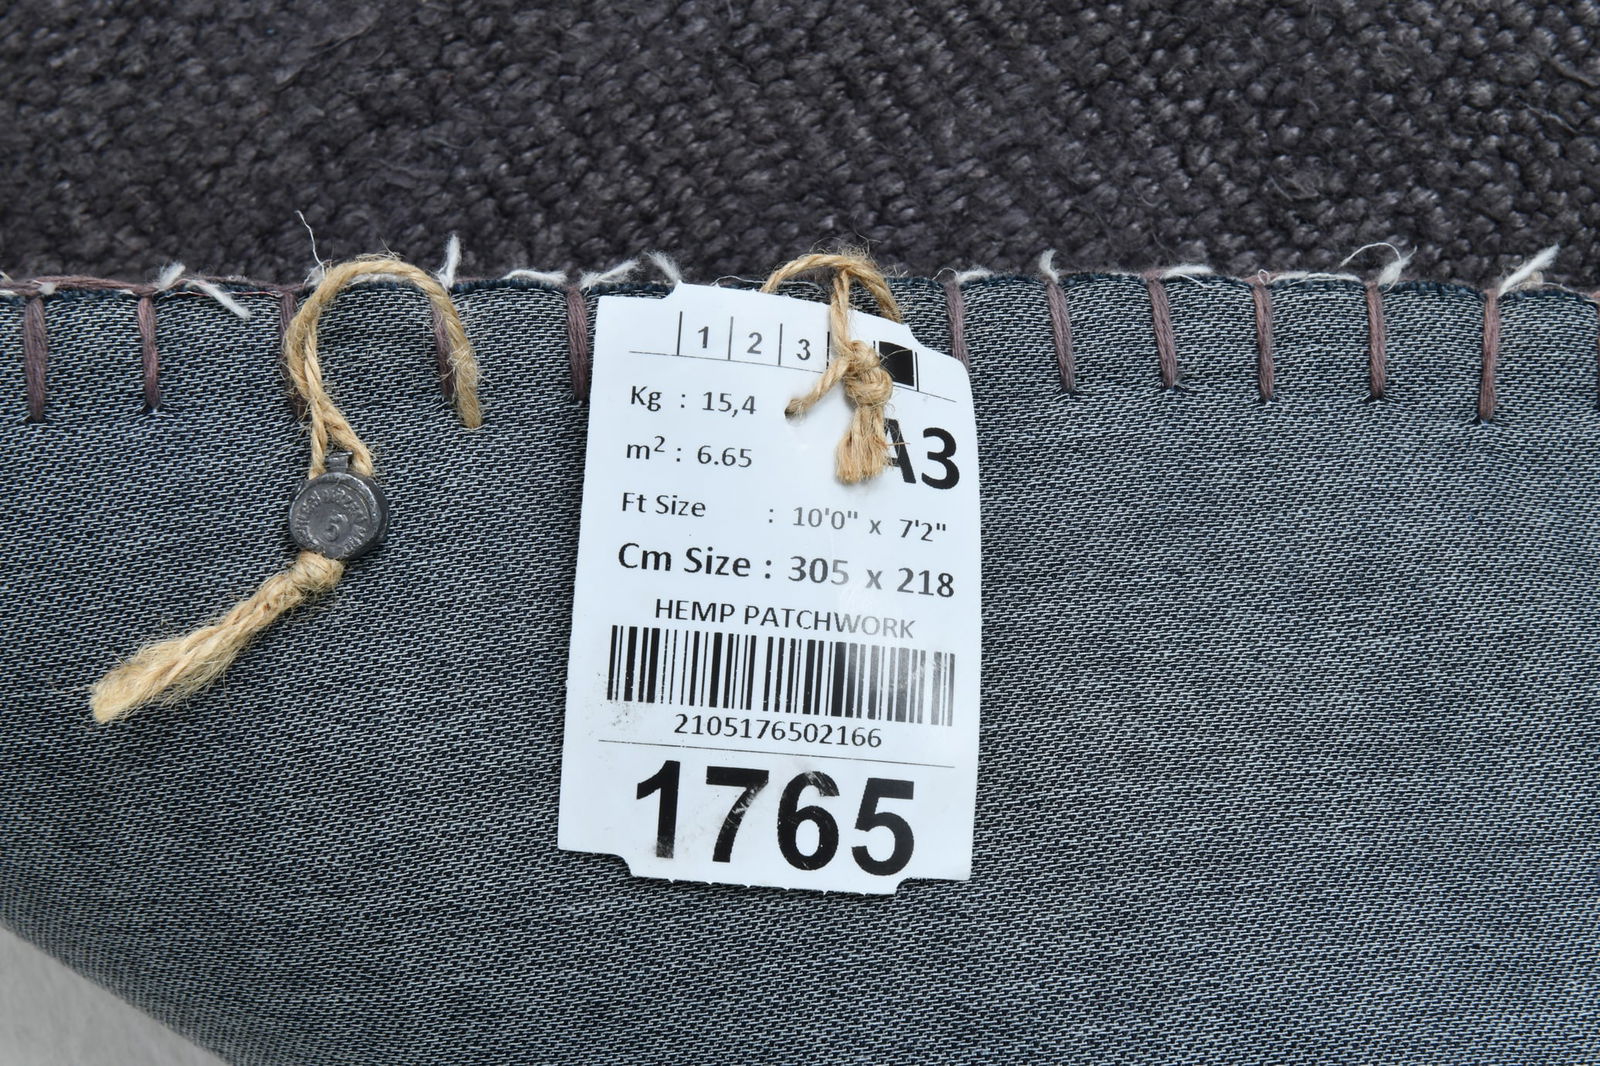 1 2 3
Kg : 15,4
m² : 6.65
A3
Ft Size : 10'0" x 7'2"
Cm Size : 305 x 218
HEMP PATCHWORK
2105176502166
1765
5